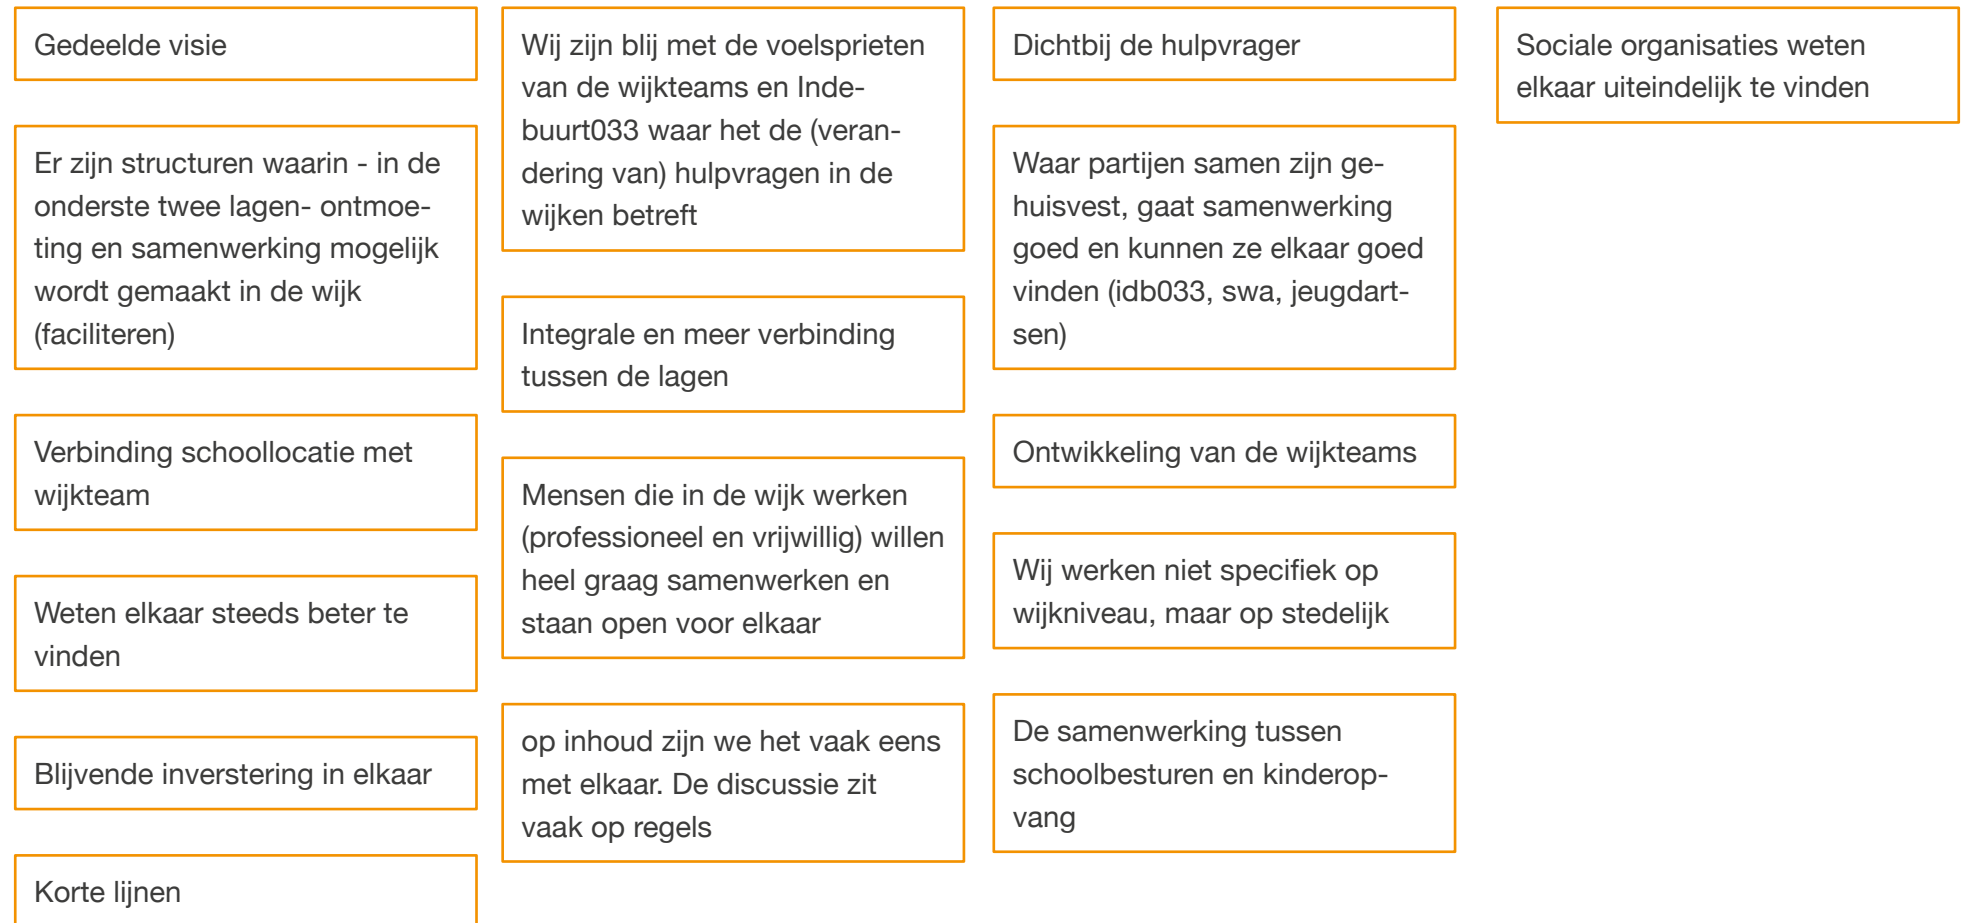 Gedeelde visie
Er zijn structuren waarin - in de
onderste twee lagen- ontmoe-
ting en samenwerking mogelijk
wordt gemaakt in de wijk
(faciliteren)
Verbinding schoollocatie met
wijkteam
Weten elkaar steeds beter te
vinden
Blijvende inverstering in elkaar
Korte lijnen
Wij zijn blij met de voelsprieten
van de wijkteams en Inde-
buurt033 waar het de (veran-
dering van) hulpvragen in de
wijken betreft
Integrale en meer verbinding
tussen de lagen
Mensen die in de wijk werken
(professioneel en vrijwillig) willen
heel graag samenwerken en
staan open voor elkaar
op inhoud zijn we het vaak eens
met elkaar. De discussie zit
vaak op regels
Dichtbij de hulpvrager
Waar partijen samen zijn ge-
huisvest, gaat samenwerking
goed en kunnen ze elkaar goed
vinden (idb033, swa, jeugdart-
sen)
Ontwikkeling van de wijkteams
Wij werken niet specifiek op
wijkniveau, maar op stedelijk
De samenwerking tussen
schoolbesturen en kinderop-
vang
Sociale organisaties weten
elkaar uiteindelijk te vinden